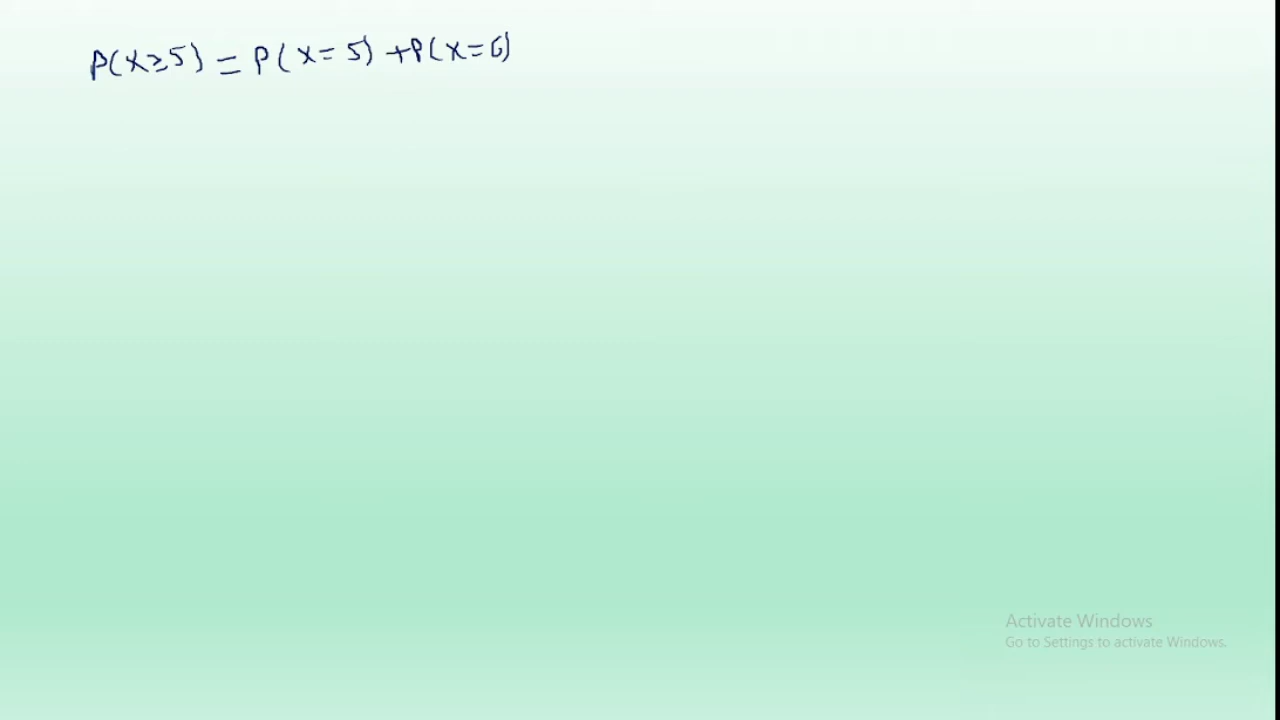 P(X≥5) = P(X=5) +P(X=6)
Activate Windows
Go to Settings to activate Windows.